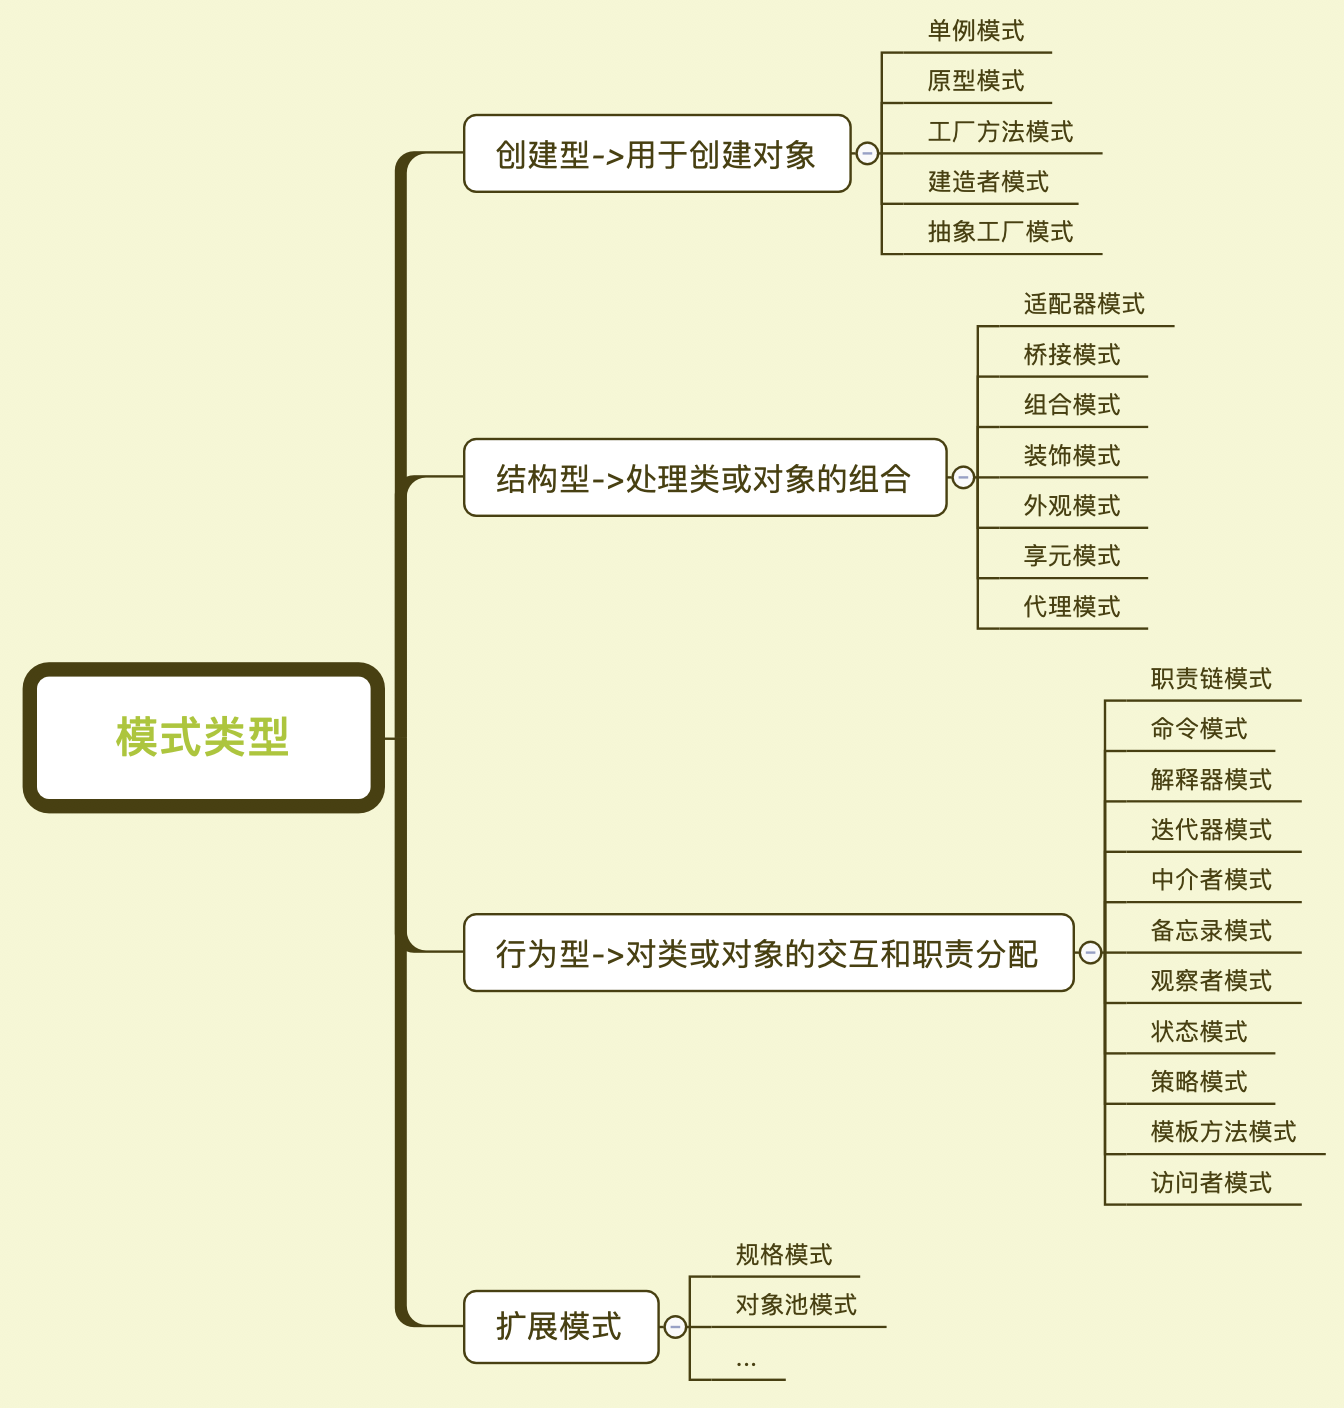 模式类型
创建型->用于创建对象
单例模式
原型模式
工厂方法模式
建造者模式
抽象工厂模式
结构型->处理类或对象的组合
适配器模式
桥接模式
组合模式
装饰模式
外观模式
享元模式
代理模式
行为型->对类或对象的交互和职责分配
职责链模式
命令模式
解释器模式
迭代器模式
中介者模式
备忘录模式
观察者模式
状态模式
策略模式
模板方法模式
访问者模式
扩展模式
规格模式
对象池模式
...